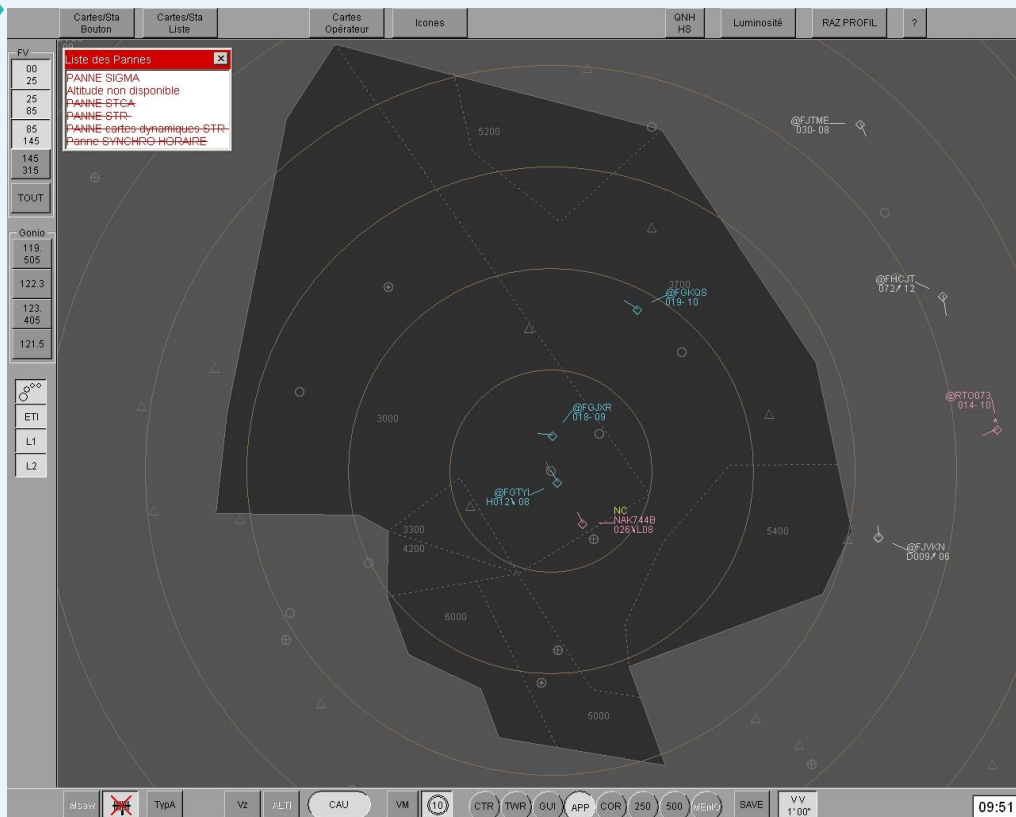 Cartes/Sta
Bouton
Cartes/Sta
Liste
Cartes
Opérateur
Icones
QNH
HS
Luminosité
RAZ PROFIL
?
FV
00
25
25
85
85
145
145
315
TOUT
Gonio
119.
505
122.3
123.
405
121.5
ETI
L1
L2
Liste des Pannes
PANNE SIGMA
Altitude non disponible
PANNE STCA
PANNE STR
PANNE cartes dynamiques STR
Panne SYNCHRO HORAIRE
5200
@FJTME
030- 08
3700
@FGKQS
019- 10
@FHCJT
072↗12
@RTO073
014- 10
3000
@FGJXR
018- 09
@FGTYI
H012↘08
NC
NAK744B
026↘L08
3300
4200
5400
@FJVKN
D009↗06
6000
5000
Msaw
TypA
Vz
ALTI
CAU
VM
10
CTR
TWR
GUI
APP
COR
250
500
MEMO
SAVE
VV
1'00"
09:51